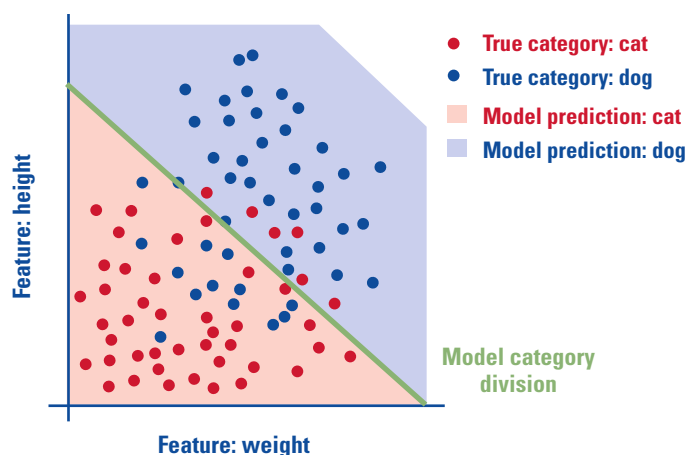 True category: cat
True category: dog
Model prediction: cat
Model prediction: dog
Feature: height
Model category
division
Feature: weight